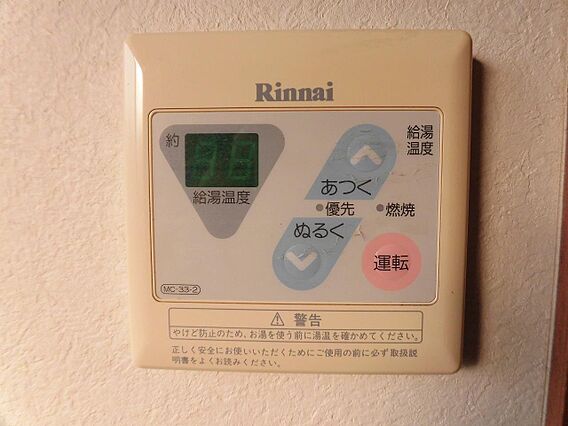 Rinnai
約
給湯温度
給湯
温度
あつく
優先
燃焼
ぬるく
運転
MC-33-2
警告
やけど防止のため、お湯を使う前に湯温を確かめてください。
正しく安全にお使いいただくためにご使用の前に必ず取扱説
明書をよくお読みください。